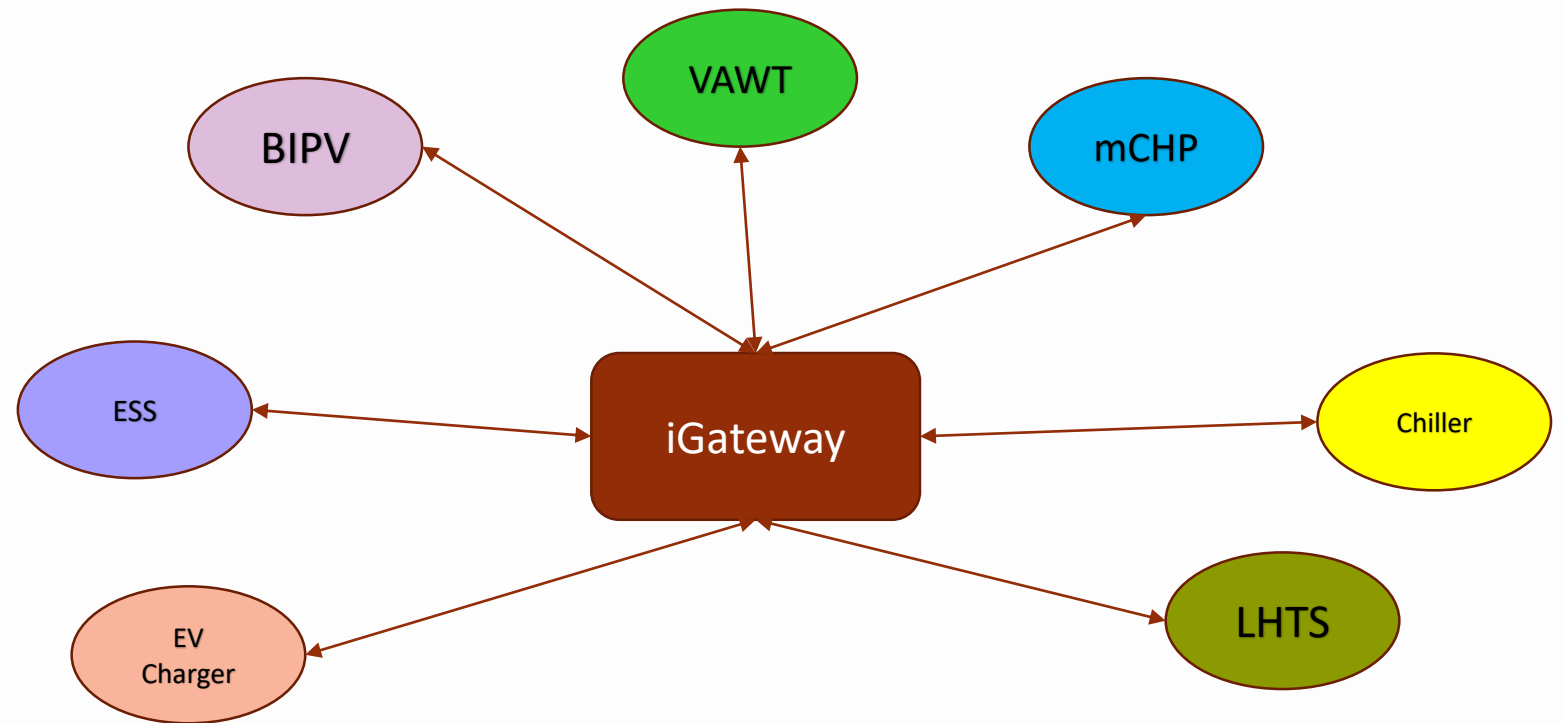 VAWT
BIPV
mCHP
ESS
Chiller
iGateway
LHTS
EV
Charger